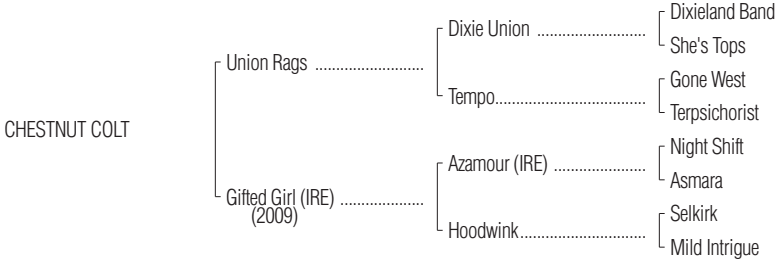 Dixieland Band
Dixie Union ..........................
She's Tops
Union Rags ..........................
Gone West
Tempo....................................
Terpsichorist
CHESTNUT COLT
Night Shift
Azamour (IRE) ......................
Asmara
Gifted Girl (IRE) ....................
(2009)
Selkirk
Hoodwink..............................
Mild Intrigue